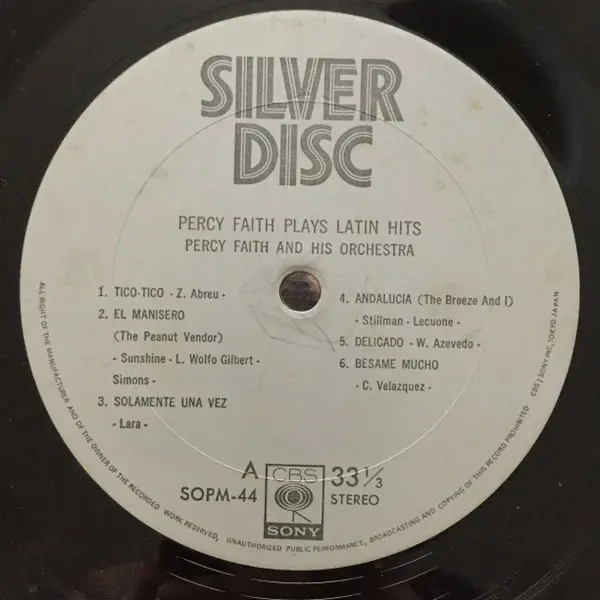 SILVER
DISC
PERCY FAITH PLAYS LATIN HITS
PERCY FAITH AND HIS ORCHESTRA
1. TICO-TICO - Z. Abreu -
2. EL MANISERO
(The Peanut Vendor)
- Sunshine - L. Wolfo Gilbert -
Simons -
3. SOLAMENTE UNA VEZ
- Lara -
4. ANDALUCIA (The Breeze And I)
- Stillman - Lecuone -
5. DELICADO - W. Azevedo -
6. BESAME MUCHO
- C. Velazquez -
A
SOPM-44
CBS
SONY
33 1/3
STEREO
ALL RIGHT OF THE MANUFACTURER AND OF THE OWNER OF THE RECORDED WORK RESERVED, UNAUTHORIZED PUBLIC PERFORMANCE, BROADCASTING AND COPYING OF THIS RECORD PROHIBITED CBS/SONY INC, TOKYO JAPAN